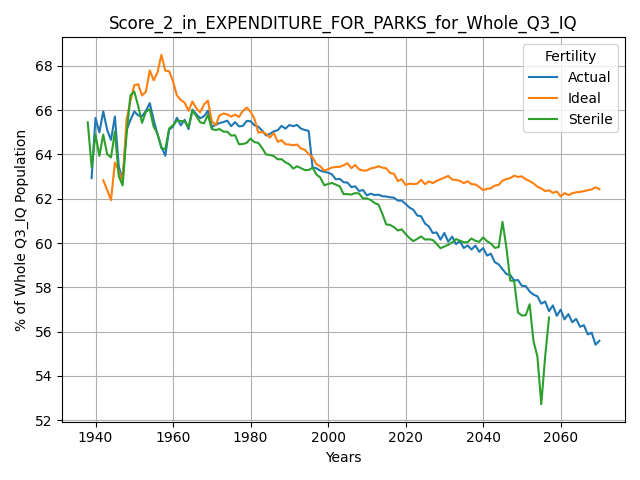 Score_2_in_EXPENDITURE_FOR_PARKS_for_Whole_Q3_IQ
Fertility
Actual
Ideal
Sterile
% of Whole Q3_IQ Population
68
66
64
62
60
58
56
54
52
1940 1960 1980 2000 2020 2040 2060
Years